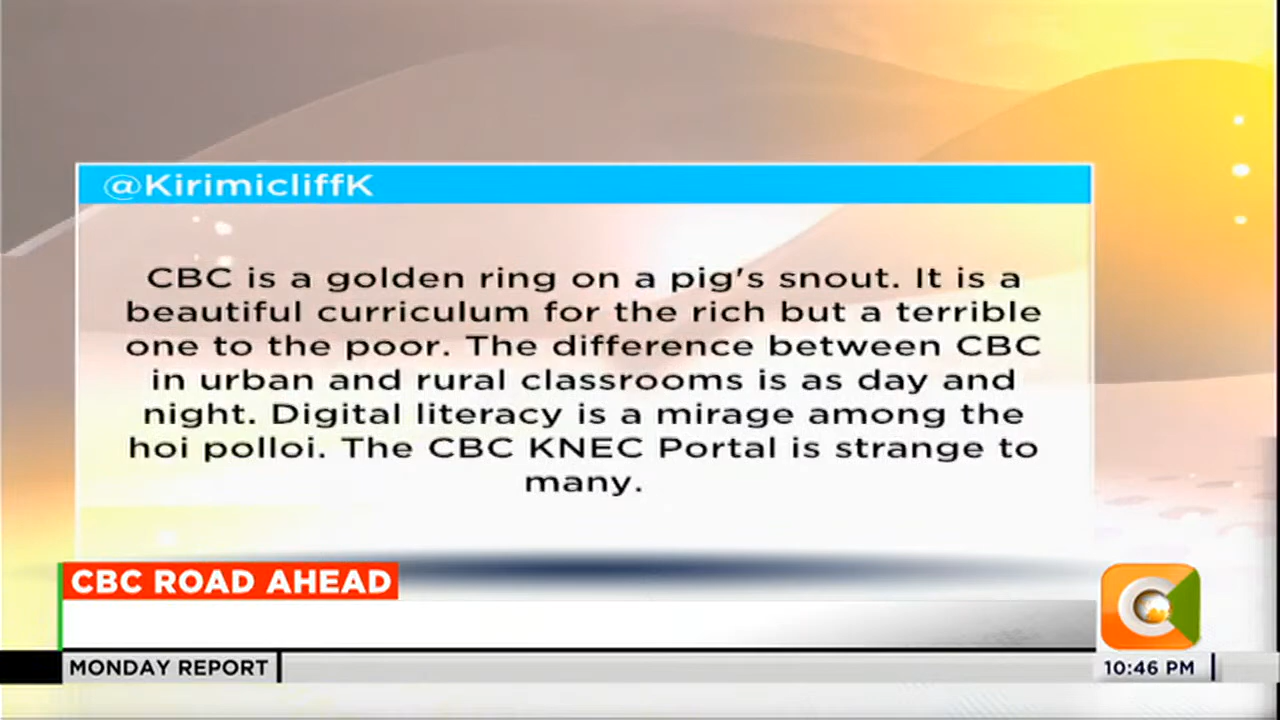 @KirimicliffK
CBC is a golden ring on a pig's snout. It is a
beautiful curriculum for the rich but a terrible
one to the poor. The difference between CBC
in urban and rural classrooms is as day and
night. Digital literacy is a mirage among the
hoi polloi. The CBC KNEC Portal is strange to
many.
CBC ROAD AHEAD
MONDAY REPORT
10:46 PM